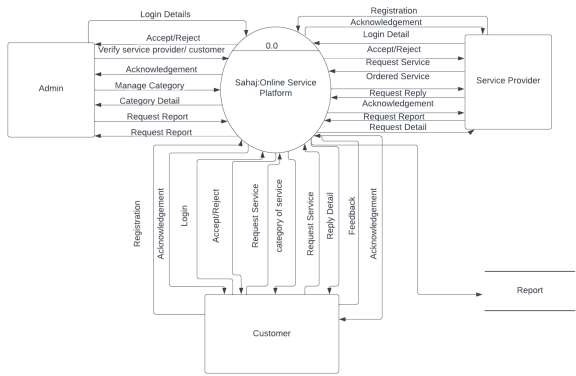 Login Details
Accept/Reject
Verify service provider/ customer
Acknowledgement
Manage Category
Category Detail
Request Report
Request Report
Admin
0.0
Sahaj:Online Service
Platform
Registration
Acknowledgement
Login Detail
Accept/Reject
Request Service
Ordered Service
Request Reply
Acknowledgement
Request Report
Request Detail
Service Provider
Registration
Acknowledgement
Login
Accept/Reject
Request Service
category of service
Request Service
Reply Detail
Feedback
Acknowledgement
Customer
Report